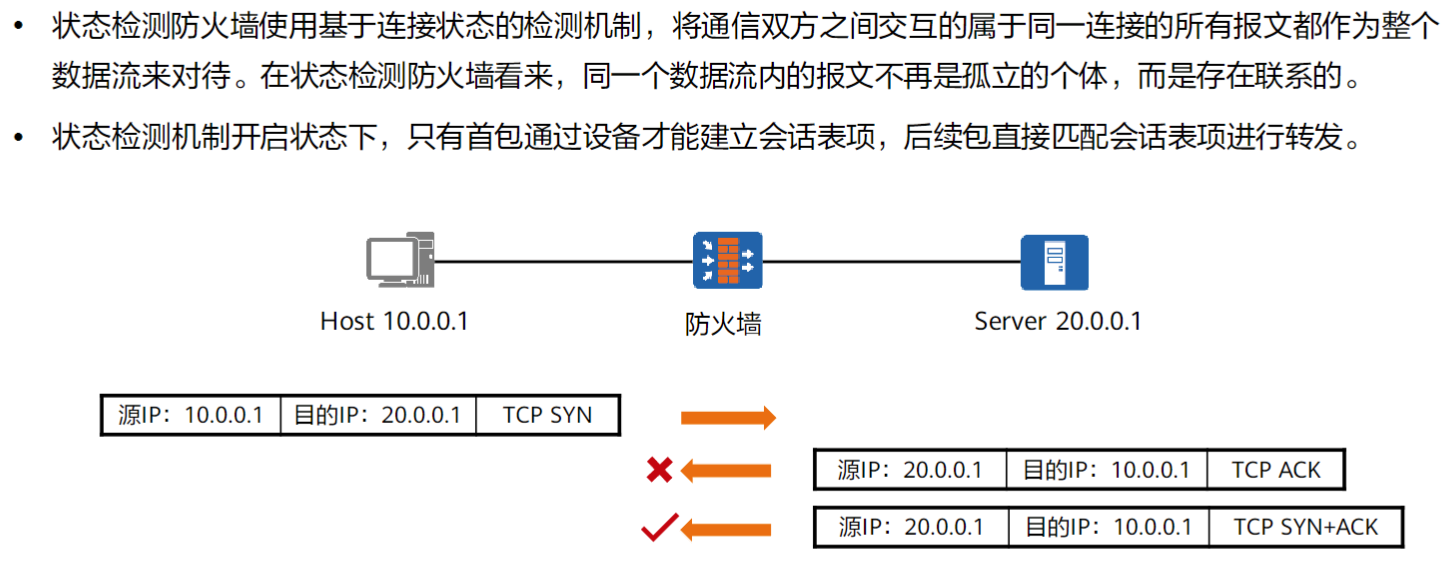 • 状态检测防火墙使用基于连接状态的检测机制，将通信双方之间交互的属于同一连接的所有报文都作为整个
数据流来对待。在状态检测防火墙看来，同一个数据流内的报文不再是孤立的个体，而是存在联系的。
• 状态检测机制开启状态下，只有首包通过设备才能建立会话表项，后续包直接匹配会话表项进行转发。
Host 10.0.0.1 防火墙 Server 20.0.0.1
源IP：10.0.0.1 目的IP：20.0.0.1 TCP SYN
源IP：20.0.0.1 目的IP：10.0.0.1 TCP ACK
源IP：20.0.0.1 目的IP：10.0.0.1 TCP SYN+ACK